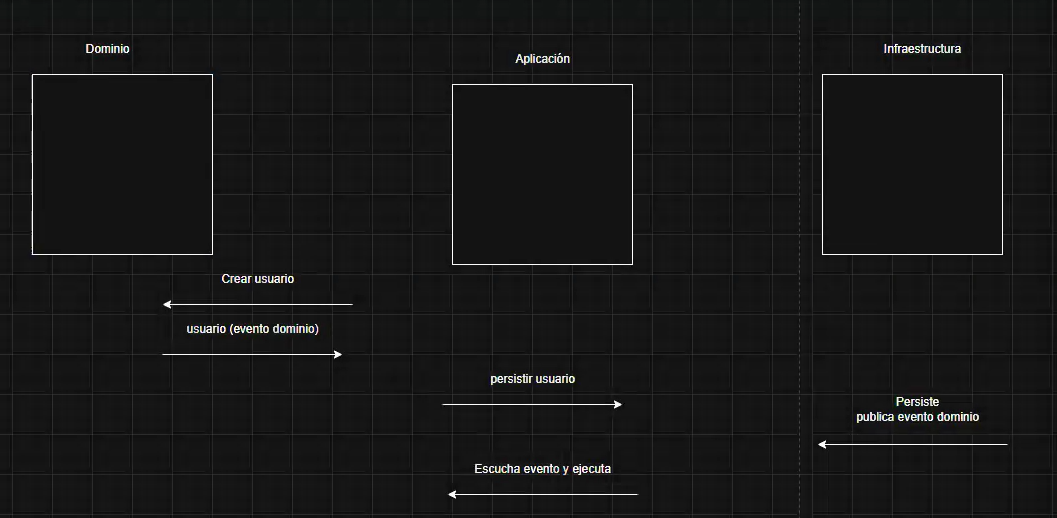 Dominio
Aplicación
Infraestructura
Crear usuario
usuario (evento dominio)
persistir usuario
Persiste
publica evento dominio
Escucha evento y ejecuta